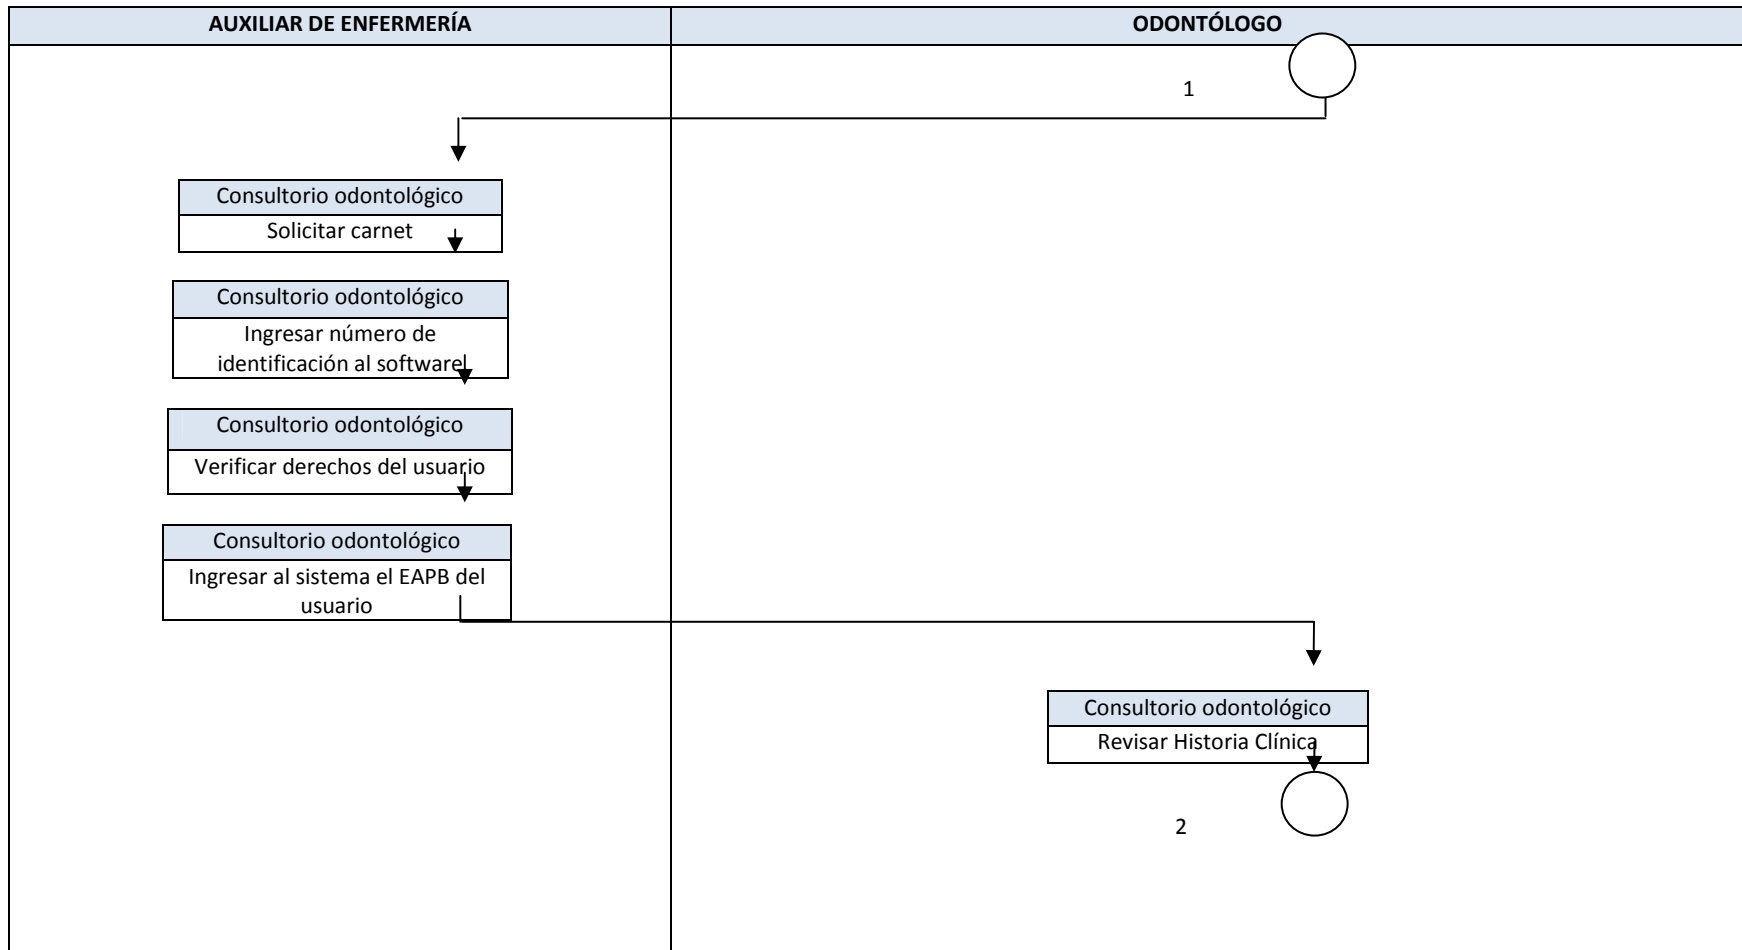 AUXILIAR DE ENFERMERÍA
ODONTÓLOGO
1
Consultorio odontológico
Solicitar carnet
Consultorio odontológico
Ingresar número de
identificación al software
Consultorio odontológico
Verificar derechos del usuario
Consultorio odontológico
Ingresar al sistema el EAPB del
usuario
Consultorio odontológico
Revisar Historia Clínica
2